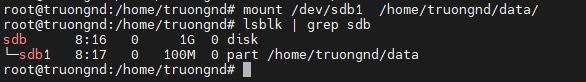 root@truongnd:/home/truongnd# mount /dev/sdb1  /home/truongnd/data/
root@truongnd:/home/truongnd# lsblk | grep sdb
sdb      8:16   0     1G  0 disk
└─sdb1   8:17   0   100M  0 part /home/truongnd/data
root@truongnd:/home/truongnd#